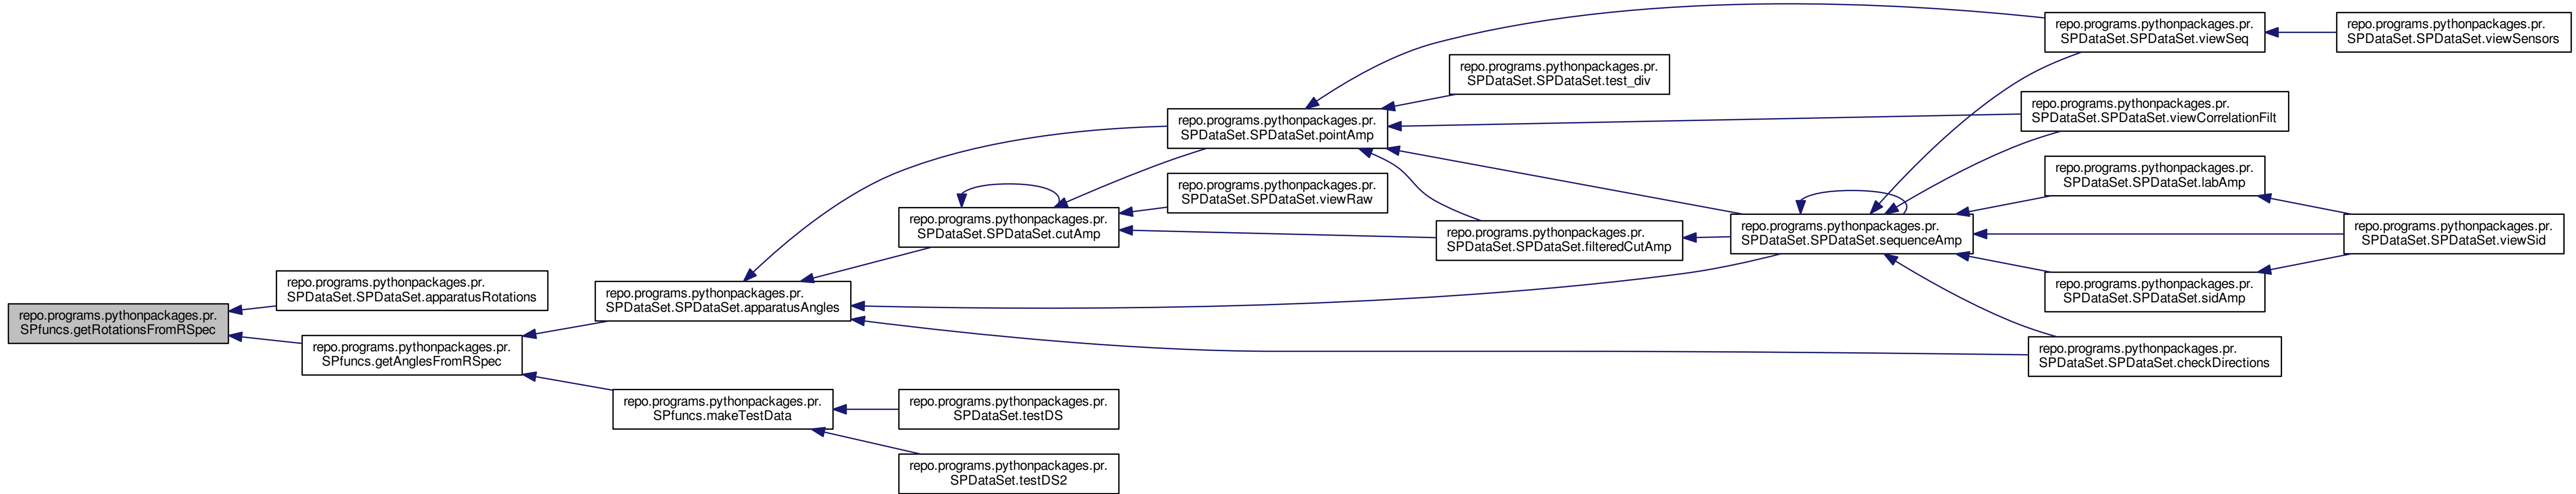 repo.programs.pythonpackages.pr.
SPfuncs.getRotationsFromRSpec
repo.programs.pythonpackages.pr.
SPDataSet.SPDataSet.apparatusRotations
repo.programs.pythonpackages.pr.
SPfuncs.getAnglesFromRSpec
repo.programs.pythonpackages.pr.
SPDataSet.SPDataSet.apparatusAngles
repo.programs.pythonpackages.pr.
SPfuncs.makeTestData
repo.programs.pythonpackages.pr.
SPDataSet.SPDataSet.cutAmp
repo.programs.pythonpackages.pr.
SPDataSet.testDS
repo.programs.pythonpackages.pr.
SPDataSet.testDS2
repo.programs.pythonpackages.pr.
SPDataSet.SPDataSet.pointAmp
repo.programs.pythonpackages.pr.
SPDataSet.SPDataSet.viewRaw
repo.programs.pythonpackages.pr.
SPDataSet.SPDataSet.test_div
repo.programs.pythonpackages.pr.
SPDataSet.SPDataSet.filteredCutAmp
repo.programs.pythonpackages.pr.
SPDataSet.SPDataSet.sequenceAmp
repo.programs.pythonpackages.pr.
SPDataSet.SPDataSet.viewSeq
repo.programs.pythonpackages.pr.
SPDataSet.SPDataSet.viewCorrelationFilt
repo.programs.pythonpackages.pr.
SPDataSet.SPDataSet.labAmp
repo.programs.pythonpackages.pr.
SPDataSet.SPDataSet.sidAmp
repo.programs.pythonpackages.pr.
SPDataSet.SPDataSet.checkDirections
repo.programs.pythonpackages.pr.
SPDataSet.SPDataSet.viewSensors
repo.programs.pythonpackages.pr.
SPDataSet.SPDataSet.viewSid